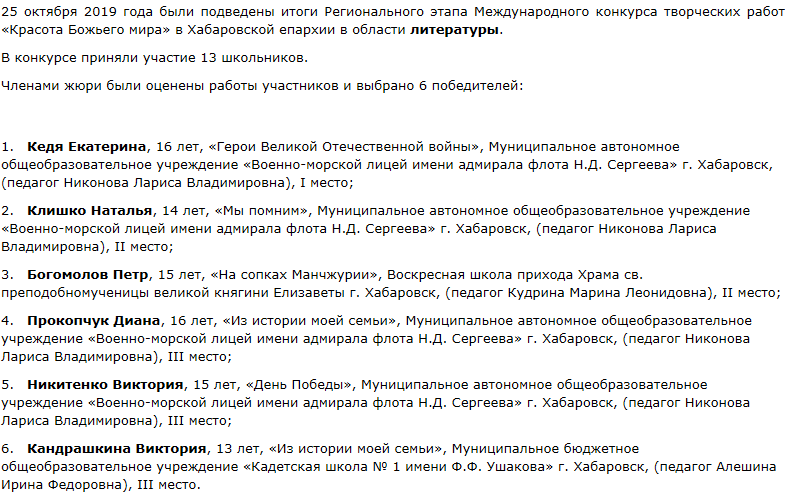 25 октября 2019 года были подведены итоги Регионального этапа Международного конкурса творческих работ
«Красота Божьего мира» в Хабаровской епархии в области литературы.
В конкурсе приняли участие 13 школьников.
Членами жюри были оценены работы участников и выбрано 6 победителей:
1. Кедя Екатерина, 16 лет, «Герои Великой Отечественной войны», Муниципальное автономное
общеобразовательное учреждение «Военно-морской лицей имени адмирала флота Н.Д. Сергеева» г. Хабаровск,
(педагог Никонова Лариса Владимировна), I место;
2. Клишко Наталья, 14 лет, «Мы помним», Муниципальное автономное общеобразовательное учреждение
«Военно-морской лицей имени адмирала флота Н.Д. Сергеева» г. Хабаровск, (педагог Никонова Лариса
Владимировна), II место;
3. Богомолов Петр, 15 лет, «На сопках Манчжурии», Воскресная школа прихода Храма св.
преподобномученицы великой княгини Елизаветы г. Хабаровск, (педагог Кудрина Марина Леонидовна), II место;
4. Прокопчук Диана, 16 лет, «Из истории моей семьи», Муниципальное автономное общеобразовательное
учреждение «Военно-морской лицей имени адмирала флота Н.Д. Сергеева» г. Хабаровск, (педагог Никонова
Лариса Владимировна), III место;
5. Никитенко Виктория, 15 лет, «День Победы», Муниципальное автономное общеобразовательное
учреждение «Военно-морской лицей имени адмирала флота Н.Д. Сергеева» г. Хабаровск, (педагог Никонова
Лариса Владимировна), III место;
6. Кандрашкина Виктория, 13 лет, «Из истории моей семьи», Муниципальное бюджетное
общеобразовательное учреждение «Кадетская школа № 1 имени Ф.Ф. Ушакова» г. Хабаровск, (педагог Алешина
Ирина Федоровна), III место.